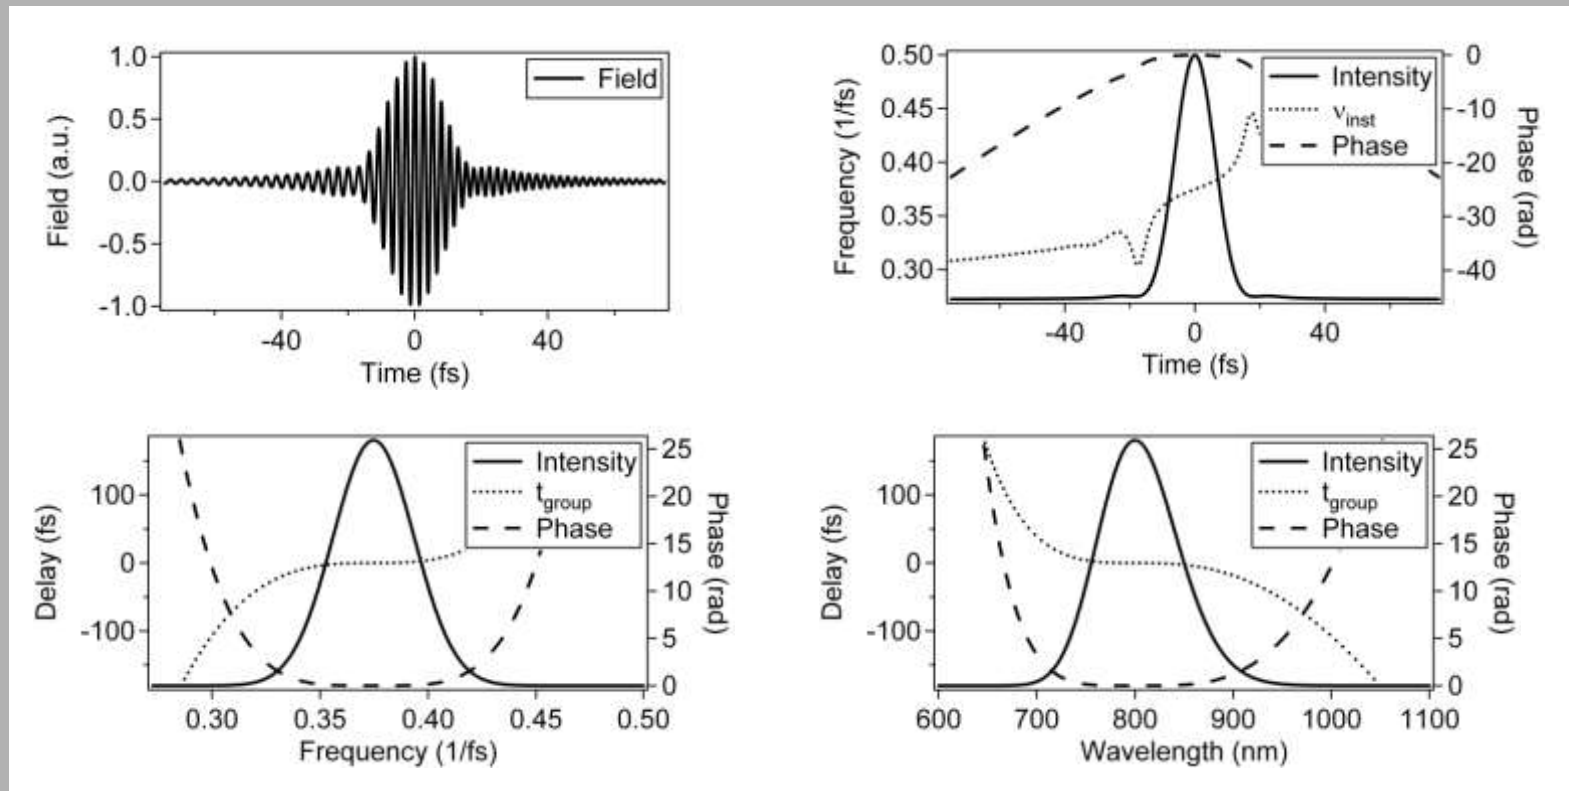 1.0
0.5
0.0
-0.5
-1.0
Field (a.u.)
Field
-40 0 40
Time (fs)
0.50
0.45
0.40
0.35
0.30
Frequency (1/fs)
Intensity
νinst
Phase
0
-10
-20
-30
-40
Phase (rad)
-40 0 40
Time (fs)
100
0
-100
Delay (fs)
Intensity
tgroup
Phase
25
20
15
10
5
0
Phase (rad)
0.30 0.35 0.40 0.45 0.50
Frequency (1/fs)
100
0
-100
Delay (fs)
Intensity
tgroup
Phase
25
20
15
10
5
0
Phase (rad)
600 700 800 900 1000 1100
Wavelength (nm)